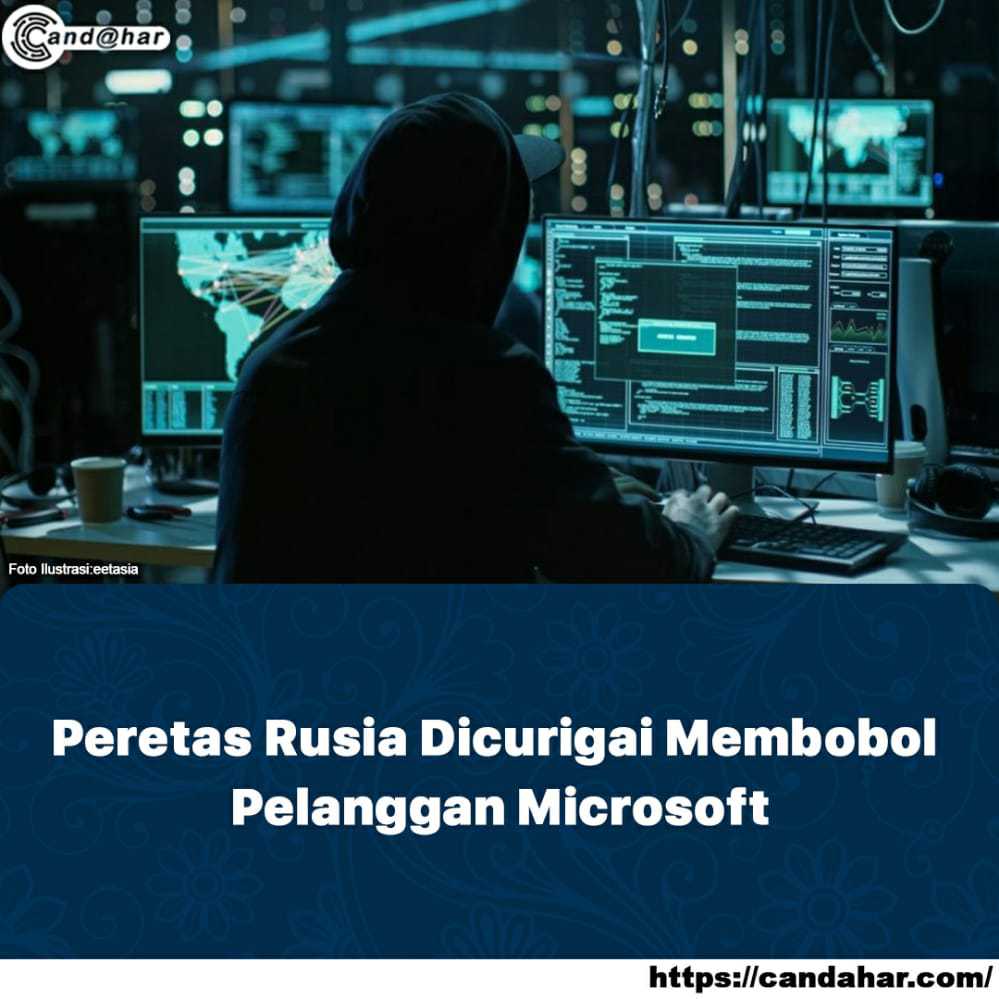 Cand@har
Foto Ilustrasi:eetasia
Peretas Rusia Dicurigai Membobol
Pelanggan Microsoft
https://candahar.com/